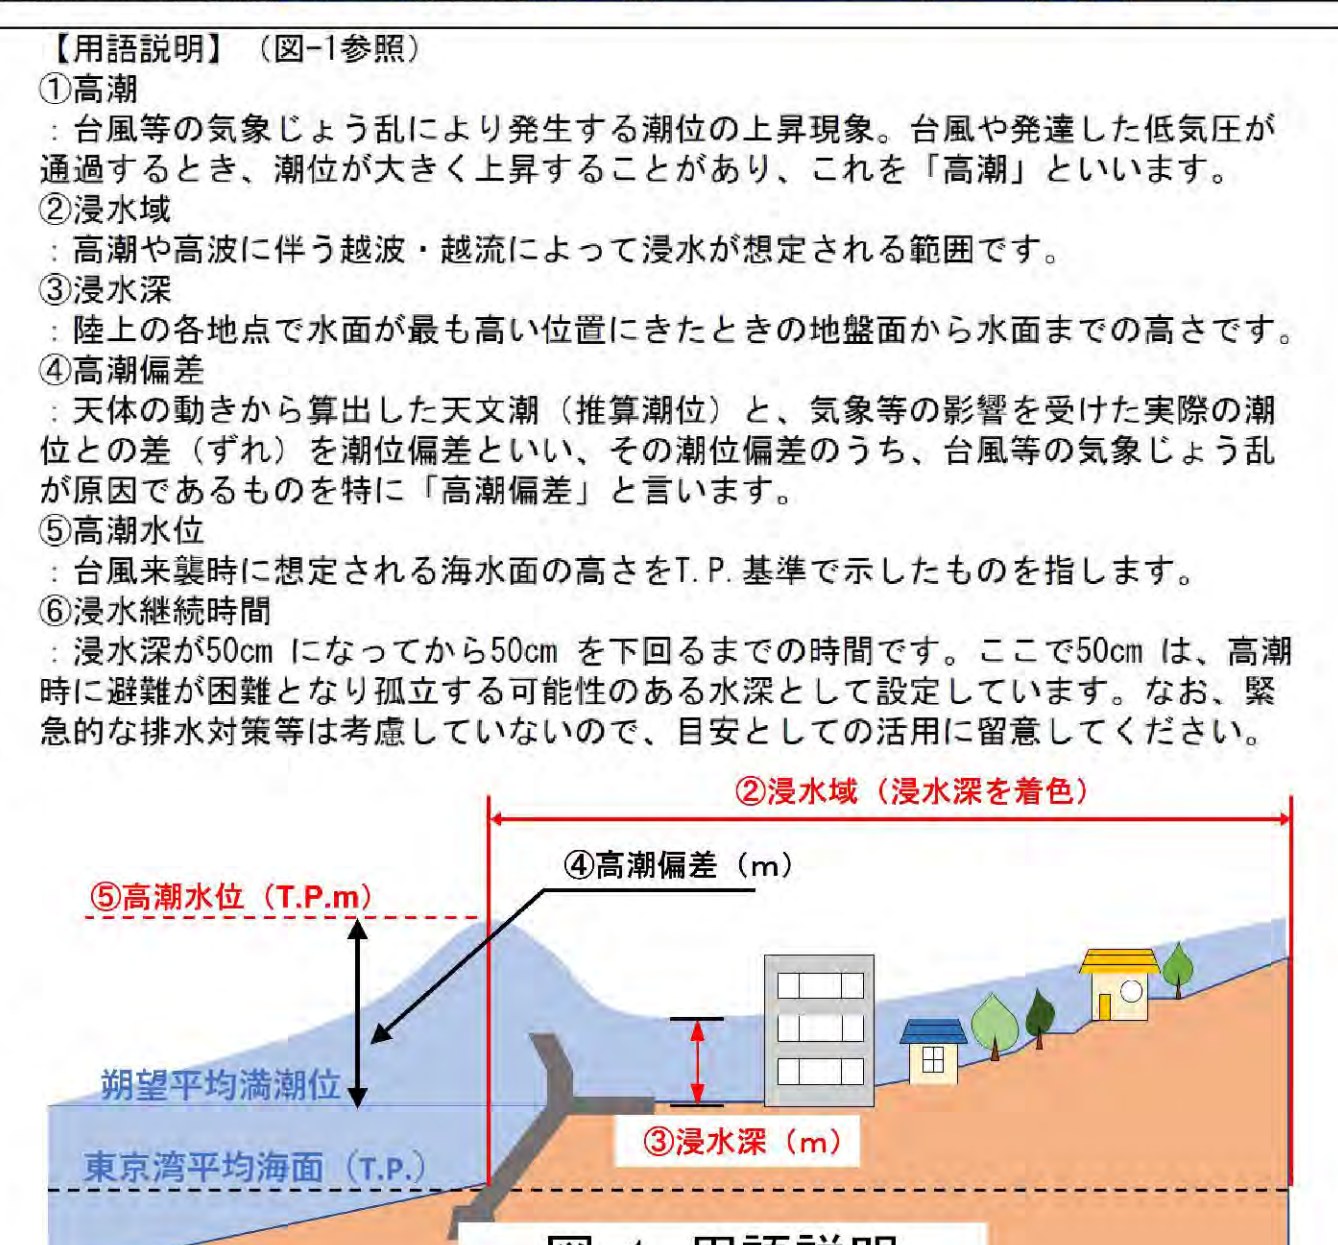 【用語説明】（図-1参照）
①高潮
：台風等の気象じょう乱により発生する潮位の上昇現象。台風や発達した低気圧が
通過するとき、潮位が大きく上昇することがあり、これを「高潮」といいます。
②浸水域
：高潮や高波に伴う越波・越流によって浸水が想定される範囲です。
③浸水深
：陸上の各地点で水面が最も高い位置にきたときの地盤面から水面までの高さです。
④高潮偏差
：天体の動きから算出した天文潮（推算潮位）と、気象等の影響を受けた実際の潮
位との差（ずれ）を潮位偏差といい、その潮位偏差のうち、台風等の気象じょう乱
が原因であるものを特に「高潮偏差」と言います。
⑤高潮水位
：台風来襲時に想定される海水面の高さをT.P.基準で示したものを指します。
⑥浸水継続時間
：浸水深が50cm になってから50cm を下回るまでの時間です。ここで50cm は、高潮
時に避難が困難となり孤立する可能性のある水深として設定しています。なお、緊
急的な排水対策等は考慮していないので、目安としての活用に留意してください。
②浸水域（浸水深を着色）
④高潮偏差（m）
⑤高潮水位（T.P.m）
朔望平均満潮位
③浸水深（m）
東京湾平均海面（T.P.）
図-1 用語説明